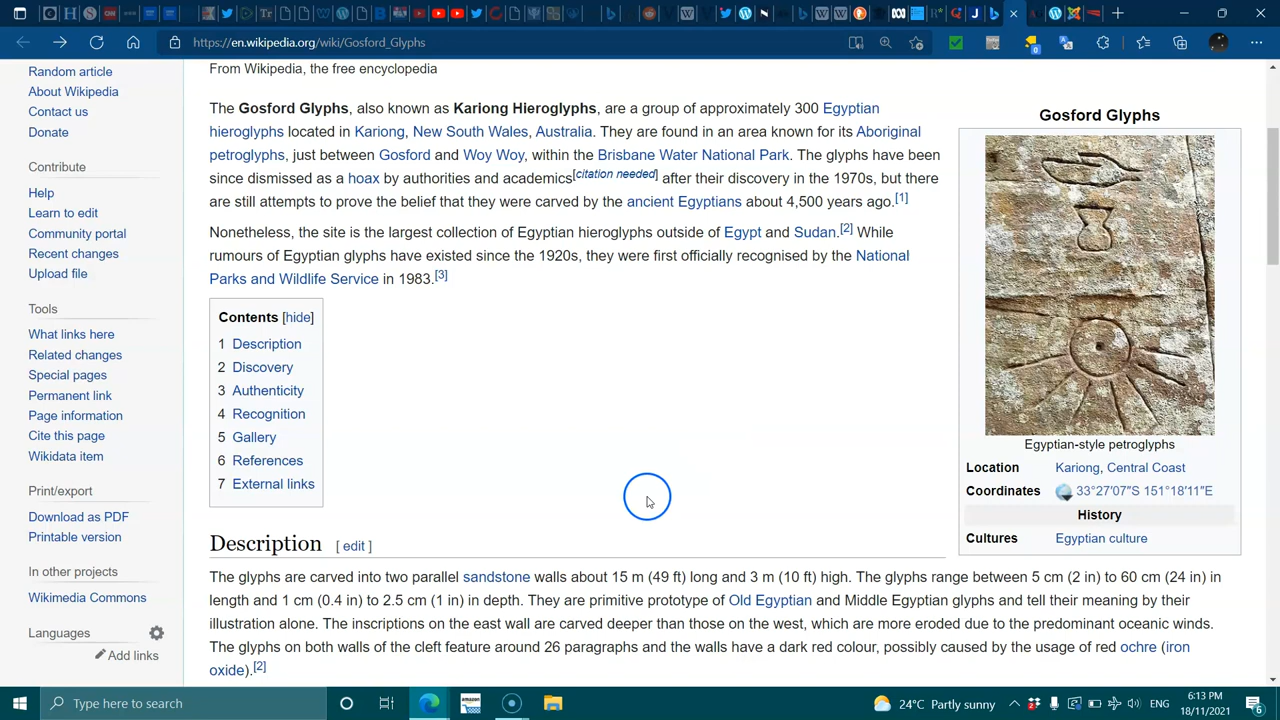 https://en.wikipedia.org/wiki/Gosford_Glyphs
Random article
About Wikipedia
Contact us
Donate
Contribute
Help
Learn to edit
Community portal
Recent changes
Upload file
Tools
What links here
Related changes
Special pages
Permanent link
Page information
Cite this page
Wikidata item
Print/export
Download as PDF
Printable version
In other projects
Wikimedia Commons
Languages
Add links
From Wikipedia, the free encyclopedia
The Gosford Glyphs, also known as Kariong Hieroglyphs, are a group of approximately 300 Egyptian
hieroglyphs located in Kariong, New South Wales, Australia. They are found in an area known for its Aboriginal
petroglyphs, just between Gosford and Woy Woy, within the Brisbane Water National Park. The glyphs have been
since dismissed as a hoax by authorities and academics[citation needed] after their discovery in the 1970s, but there
are still attempts to prove the belief that they were carved by the ancient Egyptians about 4,500 years ago.[1]
Nonetheless, the site is the largest collection of Egyptian hieroglyphs outside of Egypt and Sudan.[2] While
rumours of Egyptian glyphs have existed since the 1920s, they were first officially recognised by the National
Parks and Wildlife Service in 1983.[3]
Contents [hide]
1 Description
2 Discovery
3 Authenticity
4 Recognition
5 Gallery
6 References
7 External links
Gosford Glyphs
Egyptian-style petroglyphs
Location Kariong, Central Coast
Coordinates 33°27′07″S 151°18′11″E
History
Cultures Egyptian culture
Description [ edit ]
The glyphs are carved into two parallel sandstone walls about 15 m (49 ft) long and 3 m (10 ft) high. The glyphs range between 5 cm (2 in) to 60 cm (24 in) in
length and 1 cm (0.4 in) to 2.5 cm (1 in) in depth. They are primitive prototype of Old Egyptian and Middle Egyptian glyphs and tell their meaning by their
illustration alone. The inscriptions on the east wall are carved deeper than those on the west, which are more eroded due to the predominant oceanic winds.
The glyphs on both walls of the cleft feature around 26 paragraphs and the walls have a dark red colour, possibly caused by the usage of red ochre (iron
oxide).[2]
Type here to search
24°C Partly sunny
ENG
6:13 PM
18/11/2021
6